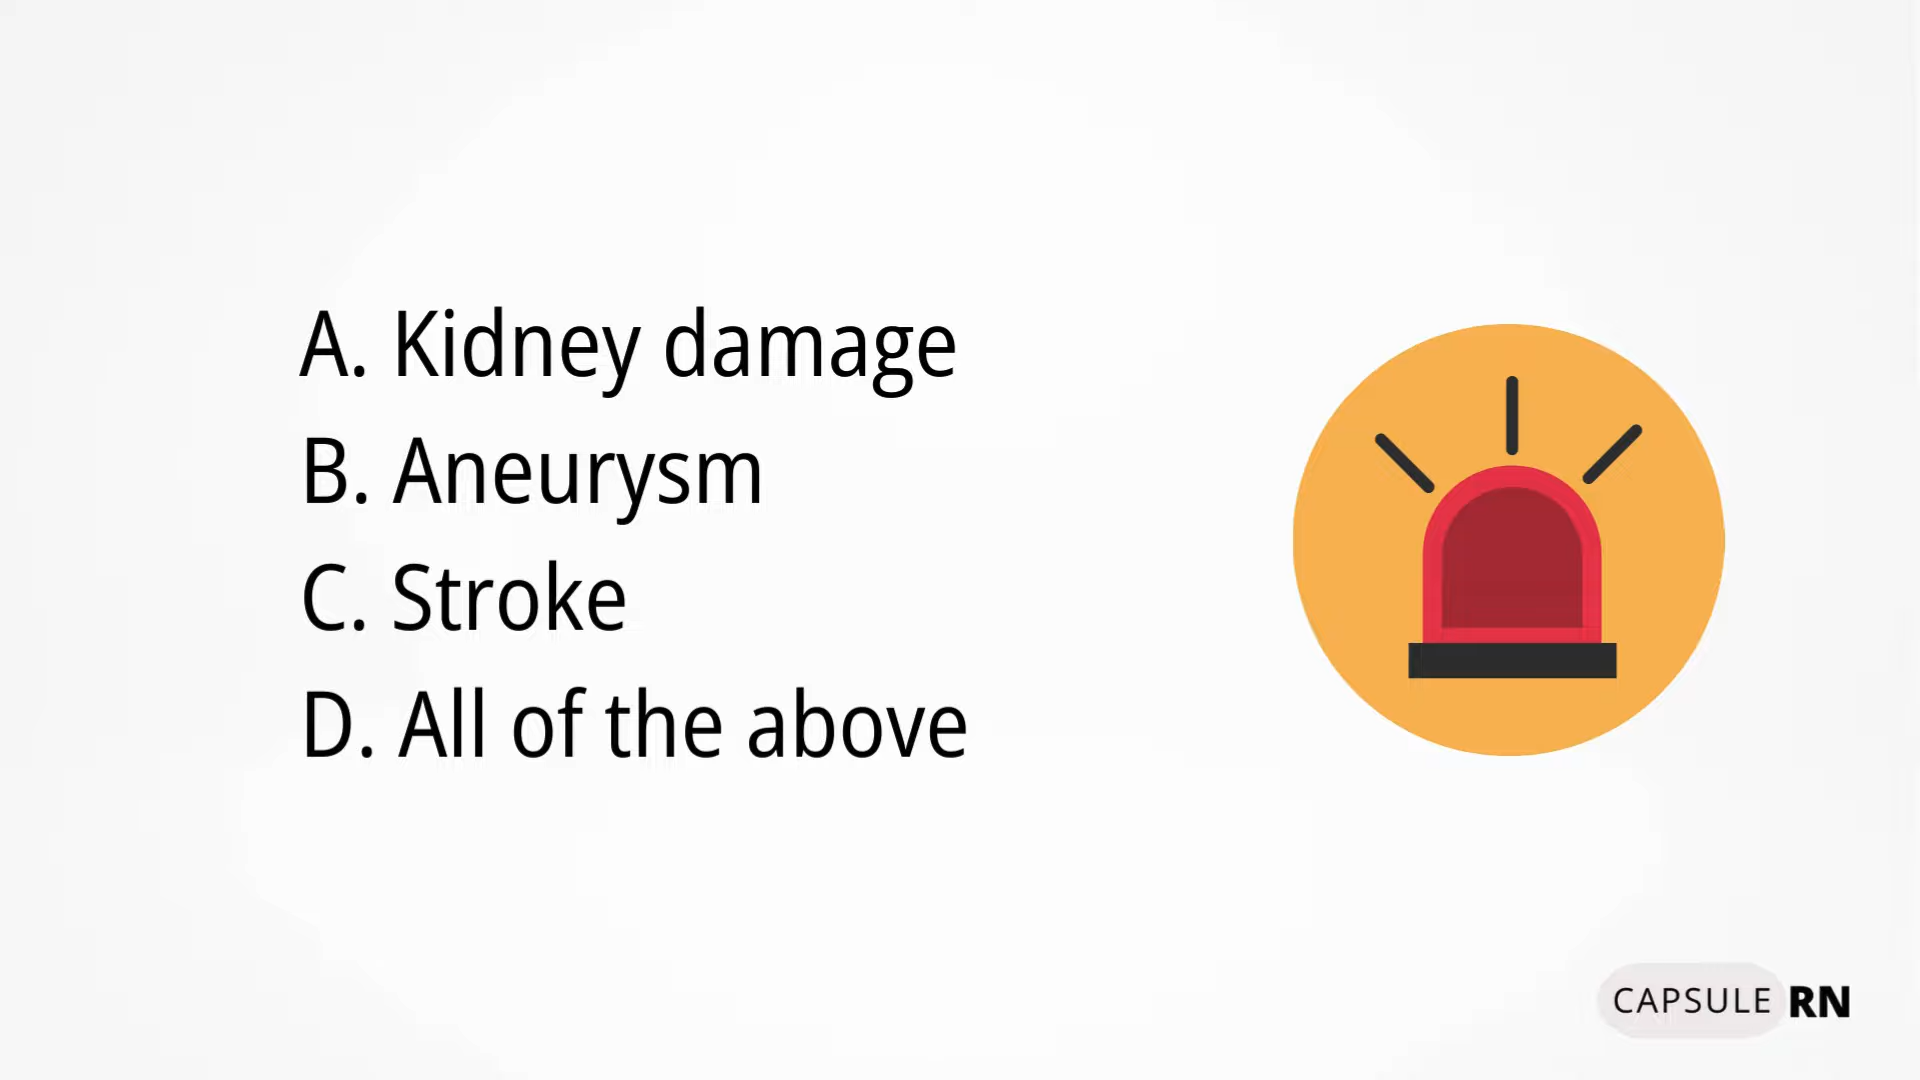 A. Kidney damage
B. Aneurysm
C. Stroke
D. All of the above
CAPSULE RN